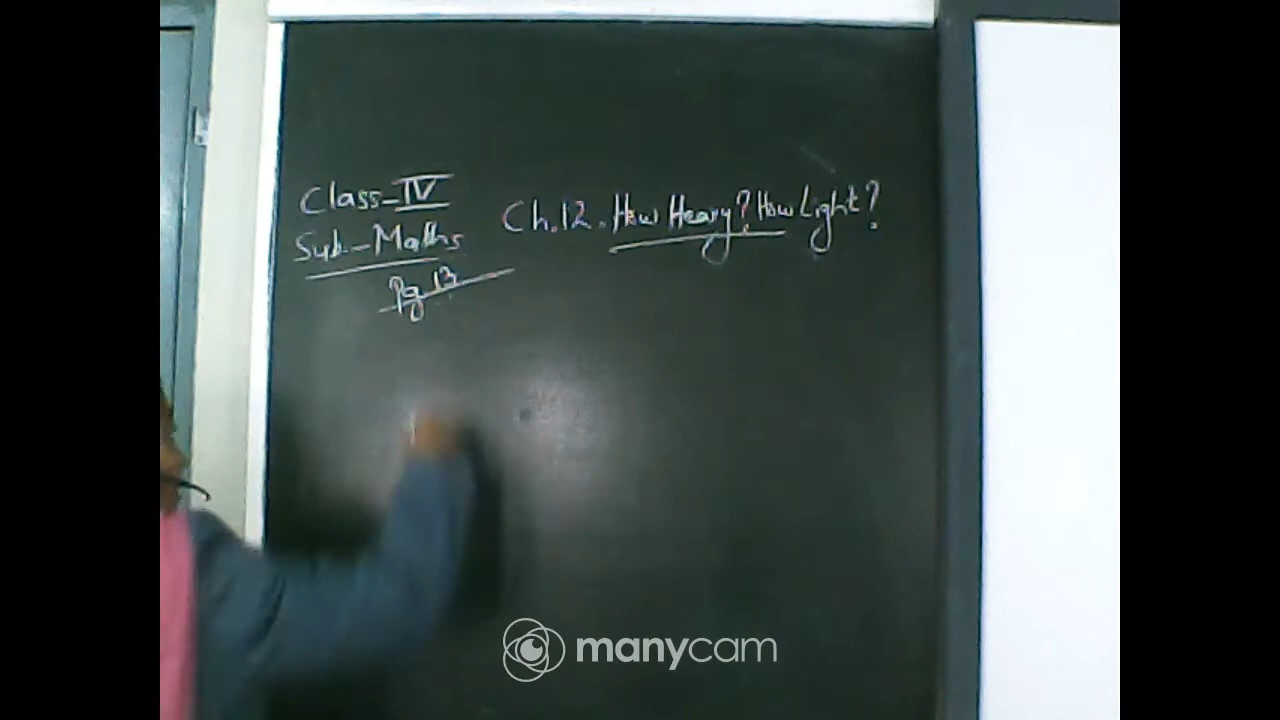 Class-IV
Sub-Maths
Pg 13
Ch.12. How Heavy? How Light?
manycam